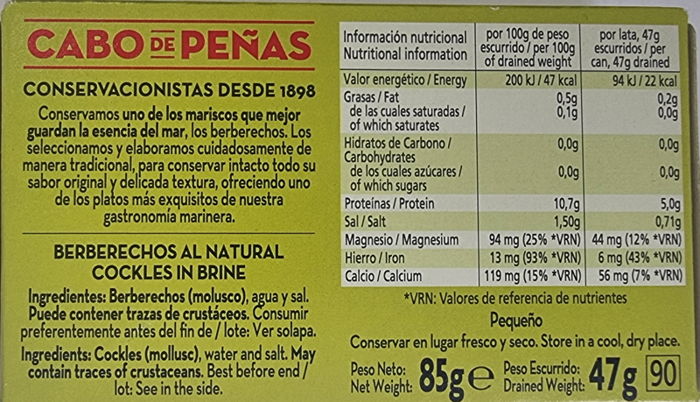 CABO DE PEÑAS
CONSERVACIONISTAS DESDE 1898
Conservamos uno de los mariscos que mejor
guardan la esencia del mar, los berberechos. Los
seleccionamos y elaboramos cuidadosamente de
manera tradicional, para conservar intacto todo su
sabor original y delicada textura, ofreciendo uno
de los platos más exquisitos de nuestra
gastronomía marinera.
BERBERECHOS AL NATURAL
COCKLES IN BRINE
Ingredientes: Berberechos (molusco), agua y sal.
Puede contener trazas de crustáceos. Consumir
preferentemente antes del fin de / lote: Ver solapa.
Ingredients: Cockles (mollusc), water and salt. May
contain traces of crustaceans. Best before end /
lot: See in the side.
Información nutricional
Nutritional information
por 100g de peso
escurrido / per 100g
of drained weight
por lata, 47g
escurridos / per
can, 47g drained
Valor energético / Energy 200 kJ / 47 kcal 94 kJ / 22 kcal
Grasas / Fat 0,5g 0,2g
de las cuales saturadas / 0,1g 0,0g
of which saturates
Hidratos de Carbono / 0,0g 0,0g
Carbohydrates
de los cuales azúcares / 0,0g 0,0g
of which sugars
Proteínas / Protein 10,7g 5,0g
Sal / Salt 1,50g 0,71g
Magnesio / Magnesium 94 mg (25% *VRN) 44 mg (12% *VRN)
Hierro / Iron 13 mg (93% *VRN) 6 mg (43% *VRN)
Calcio / Calcium 119 mg (15% *VRN) 56 mg (7% *VRN)
*VRN: Valores de referencia de nutrientes
Pequeño
Conservar en lugar fresco y seco. Store in a cool, dry place.
Peso Neto:
Net Weight: 85g e
Peso Escurrido:
Drained Weight: 47g 90